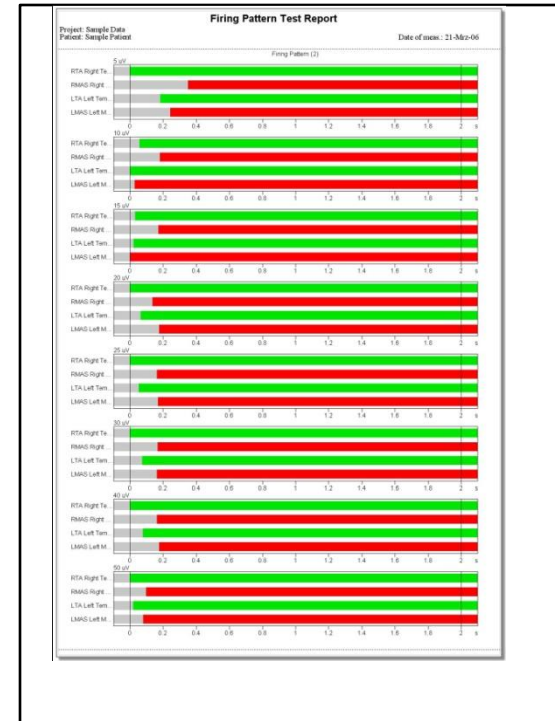 Firing Pattern Test Report
Project: Sample Data
Patient: Sample Patient
Date of meas.: 21-Mrz-06
Firing Pattern (2)
5 uV
RTA Right Te...
RMAS Right ...
LTA Left Tem...
LMAS Left M...
0 0.2 0.4 0.6 0.8 1 1.2 1.4 1.6 1.8 2 s
10 uV
RTA Right Te...
RMAS Right ...
LTA Left Tem...
LMAS Left M...
0 0.2 0.4 0.6 0.8 1 1.2 1.4 1.6 1.8 2 s
15 uV
RTA Right Te...
RMAS Right ...
LTA Left Tem...
LMAS Left M...
0 0.2 0.4 0.6 0.8 1 1.2 1.4 1.6 1.8 2 s
20 uV
RTA Right Te...
RMAS Right ...
LTA Left Tem...
LMAS Left M...
0 0.2 0.4 0.6 0.8 1 1.2 1.4 1.6 1.8 2 s
25 uV
RTA Right Te...
RMAS Right ...
LTA Left Tem...
LMAS Left M...
0 0.2 0.4 0.6 0.8 1 1.2 1.4 1.6 1.8 2 s
30 uV
RTA Right Te...
RMAS Right ...
LTA Left Tem...
LMAS Left M...
0 0.2 0.4 0.6 0.8 1 1.2 1.4 1.6 1.8 2 s
40 uV
RTA Right Te...
RMAS Right ...
LTA Left Tem...
LMAS Left M...
0 0.2 0.4 0.6 0.8 1 1.2 1.4 1.6 1.8 2 s
50 uV
RTA Right Te...
RMAS Right ...
LTA Left Tem...
LMAS Left M...
0 0.2 0.4 0.6 0.8 1 1.2 1.4 1.6 1.8 2 s